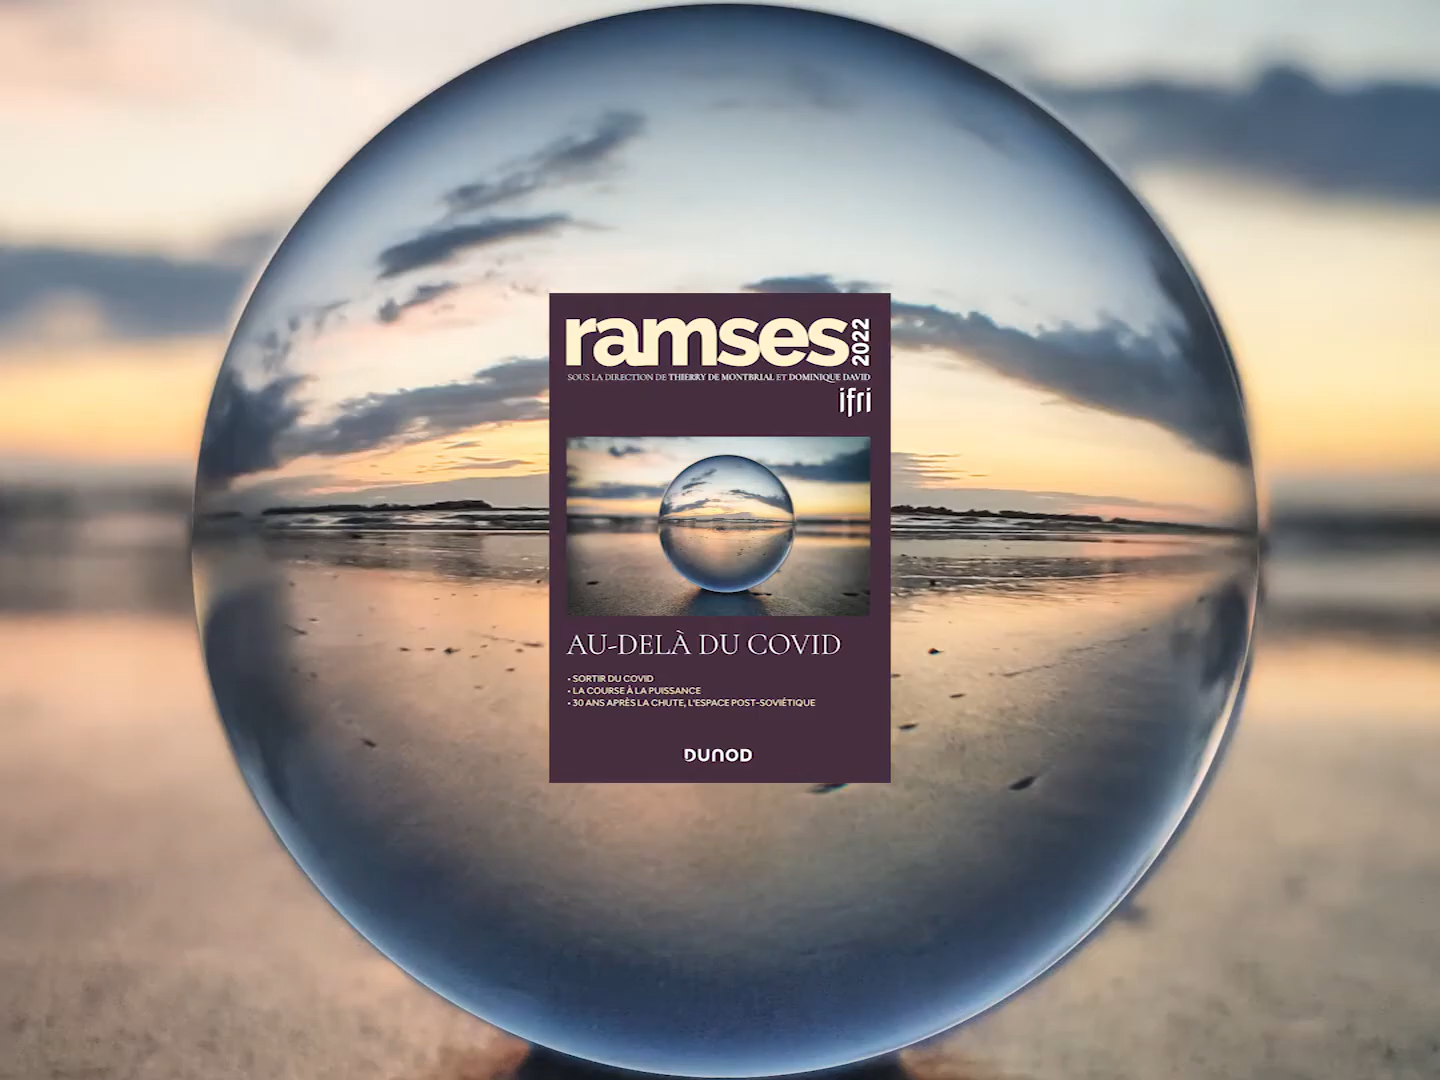 ramses 2022
SOUS LA DIRECTION DE THIERRY DE MONTBRIAL ET DOMINIQUE DAVID
ifri
AU-DELÀ DU COVID
• SORTIR DU COVID
• LA COURSE À LA PUISSANCE
• 30 ANS APRÈS LA CHUTE, L'ESPACE POST-SOVIÉTIQUE
DUNOD